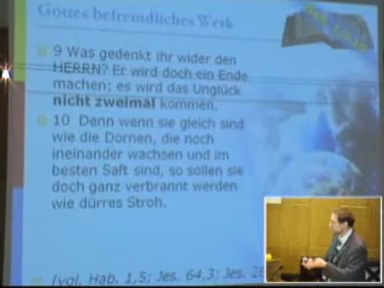 Gottes befremdliches Werk
9 Was gedenkt ihr wider den
HERRN? Er wird doch ein Ende
machen; es wird das Unglück
nicht zweimal kommen.
10 Denn wenn sie gleich sind
wie die Dornen, die noch
ineinander wachsen und im
besten Saft sind, so sollen sie
doch ganz verbrannt werden
wie dürres Stroh.
(vgl. Hab. 1,5; Jes. 64,3; Jes.